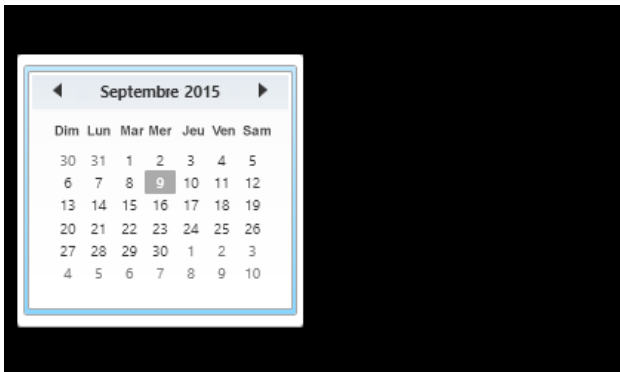 Septembre 2015
Dim Lun Mar Mer Jeu Ven Sam
30 31 1 2 3 4 5
6 7 8 9 10 11 12
13 14 15 16 17 18 19
20 21 22 23 24 25 26
27 28 29 30 1 2 3
4 5 6 7 8 9 10